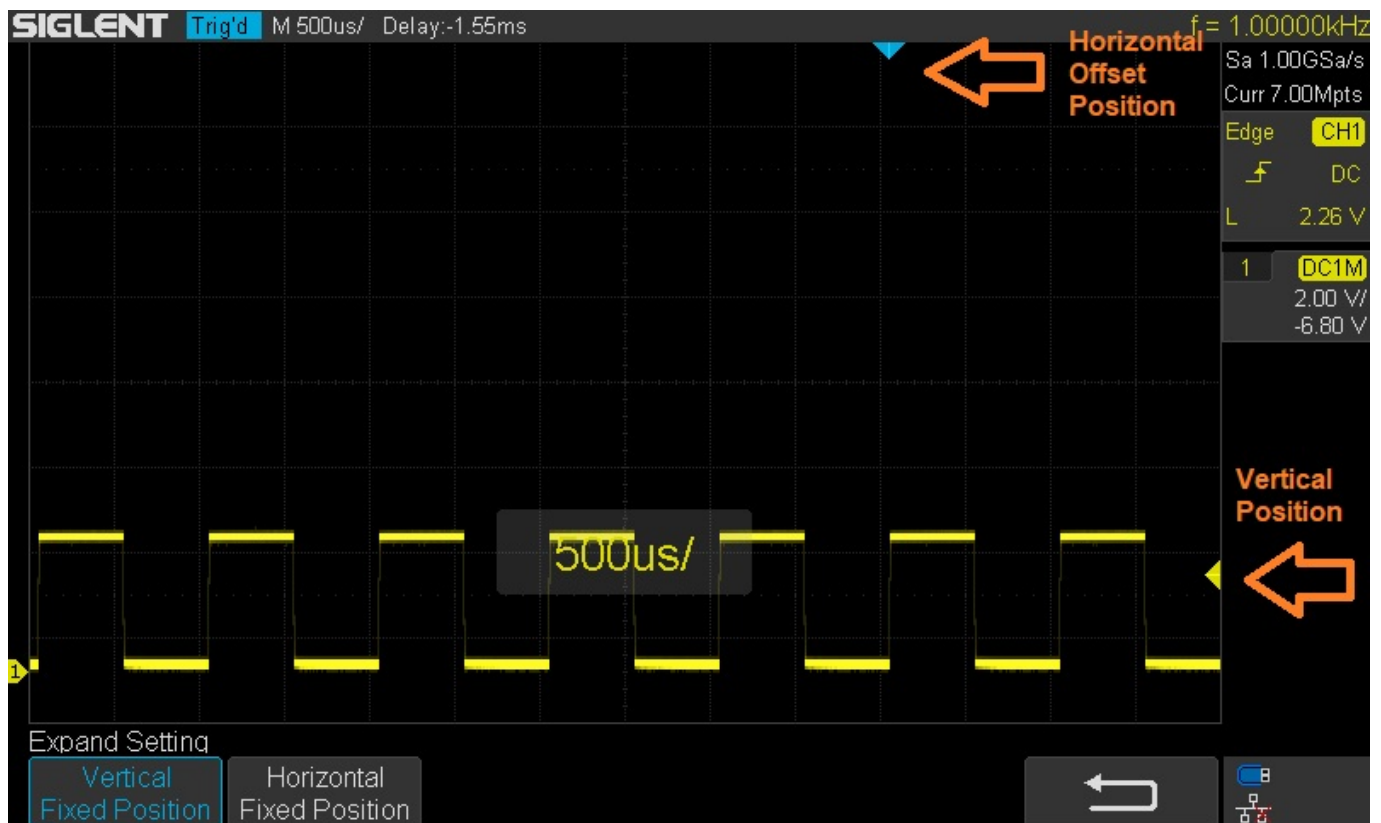 SIGLENT Trig'd M 500us/ Delay:-1.55ms f = 1.00000kHz
Horizontal
Offset
Position
Sa 1.00GSa/s
Curr 7.00Mpts
Edge CH1
DC
L 2.26 V
1 DC1M
2.00 V/
-6.80 V
Vertical
Position
500us/
1
Expand Setting
Vertical
Fixed Position
Horizontal
Fixed Position